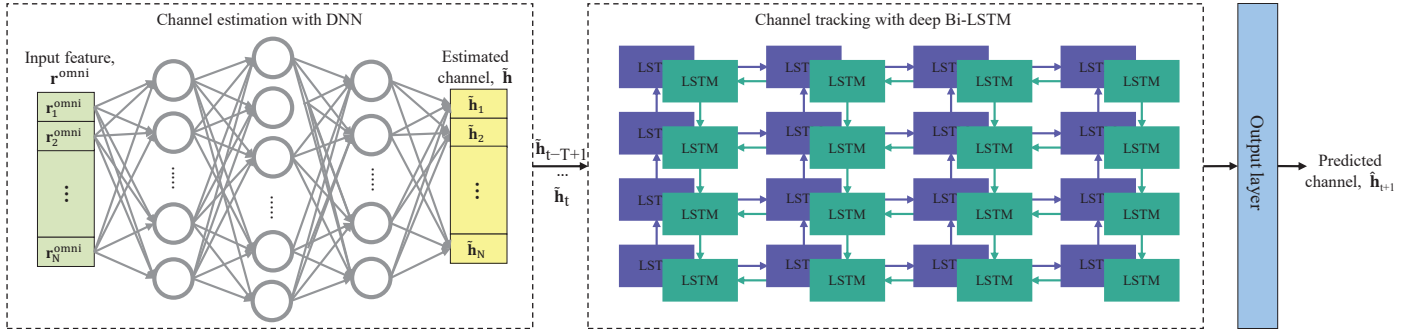 Channel estimation with DNN
Input feature,
r^omni
r_1^omni
r_2^omni
⋮
r_N^omni
......
......
......
......
Estimated
channel, h̃
h̃_1
h̃_2
⋮
h̃_N
h̃_t−T+1
...
h̃_t
Channel tracking with deep Bi-LSTM
LST LST LST LST
LSTM LSTM LSTM LSTM
LST LST LST LST
LSTM LSTM LSTM LSTM
LST LST LST LST
LSTM LSTM LSTM LSTM
LST LST LST LST
LSTM LSTM LSTM LSTM
Output layer
Predicted
channel, ĥ_t+1